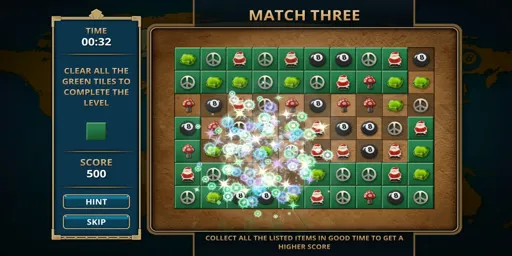 MATCH THREE
TIME
00:32
CLEAR ALL THE
GREEN TILES TO
COMPLETE THE
LEVEL
SCORE
500
HINT
SKIP
COLLECT ALL THE LISTED ITEMS IN GOOD TIME TO GET A
HIGHER SCORE